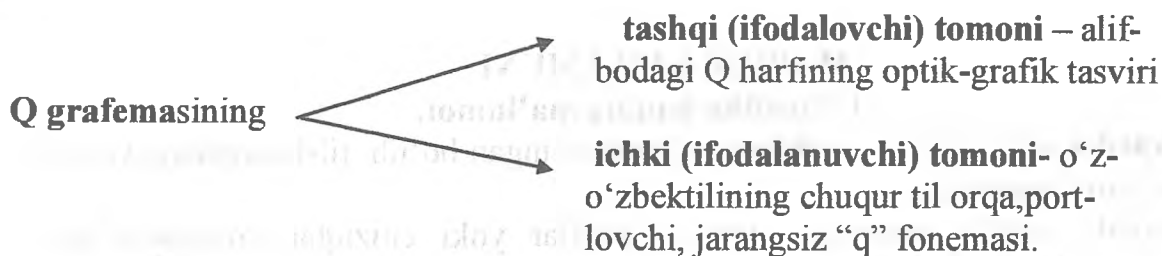 tashqi (ifodalovchi) tomoni – alif-
bodagi Q harfining optik-grafik tasviri
Q grafemasining
ichki (ifodalanuvchi) tomoni- o‘z-
o‘zbektilining chuqur til orqa,port-
lovchi, jarangsiz “q” fonemasi.